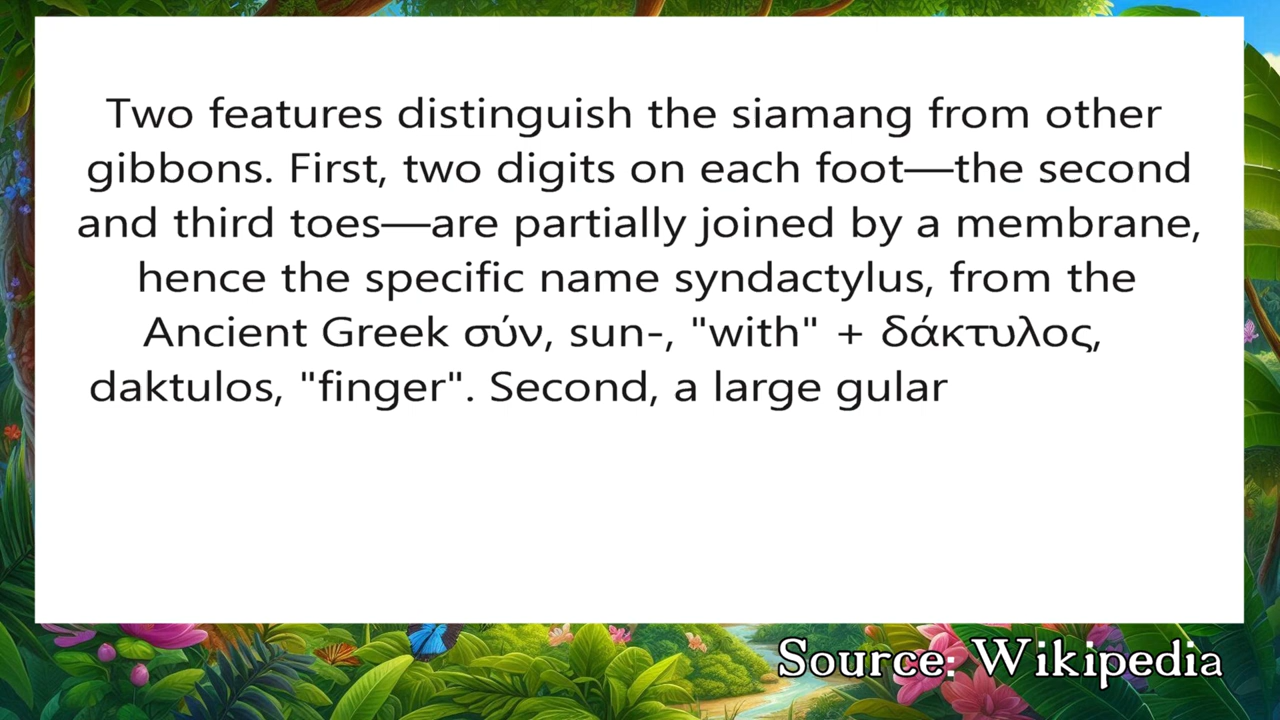 Two features distinguish the siamang from other
gibbons. First, two digits on each foot—the second
and third toes—are partially joined by a membrane,
hence the specific name syndactylus, from the
Ancient Greek σύν, sun-, "with" + δάκτυλος,
daktulos, "finger". Second, a large gular
Source: Wikipedia